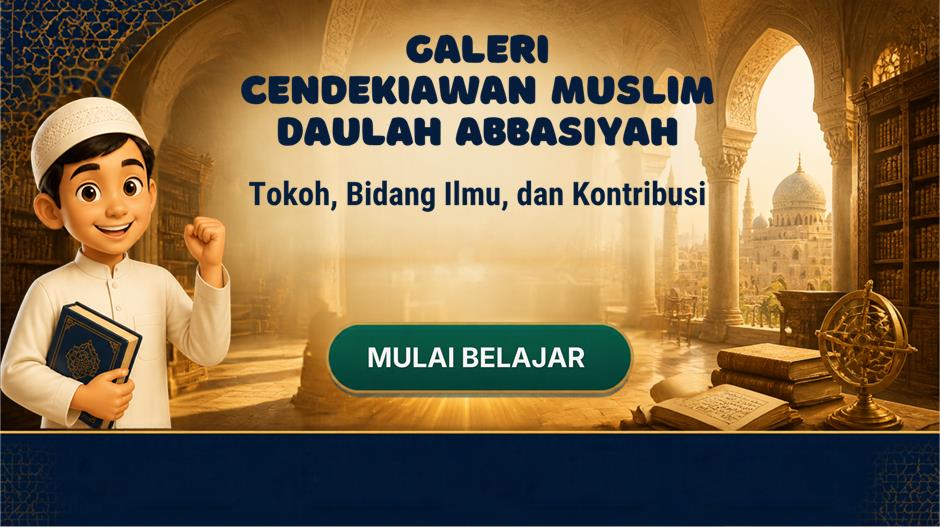 GALERI
CENDEKIAWAN MUSLIM
DAULAH ABBASIYAH
Tokoh, Bidang Ilmu, dan Kontribusi
MULAI BELAJAR